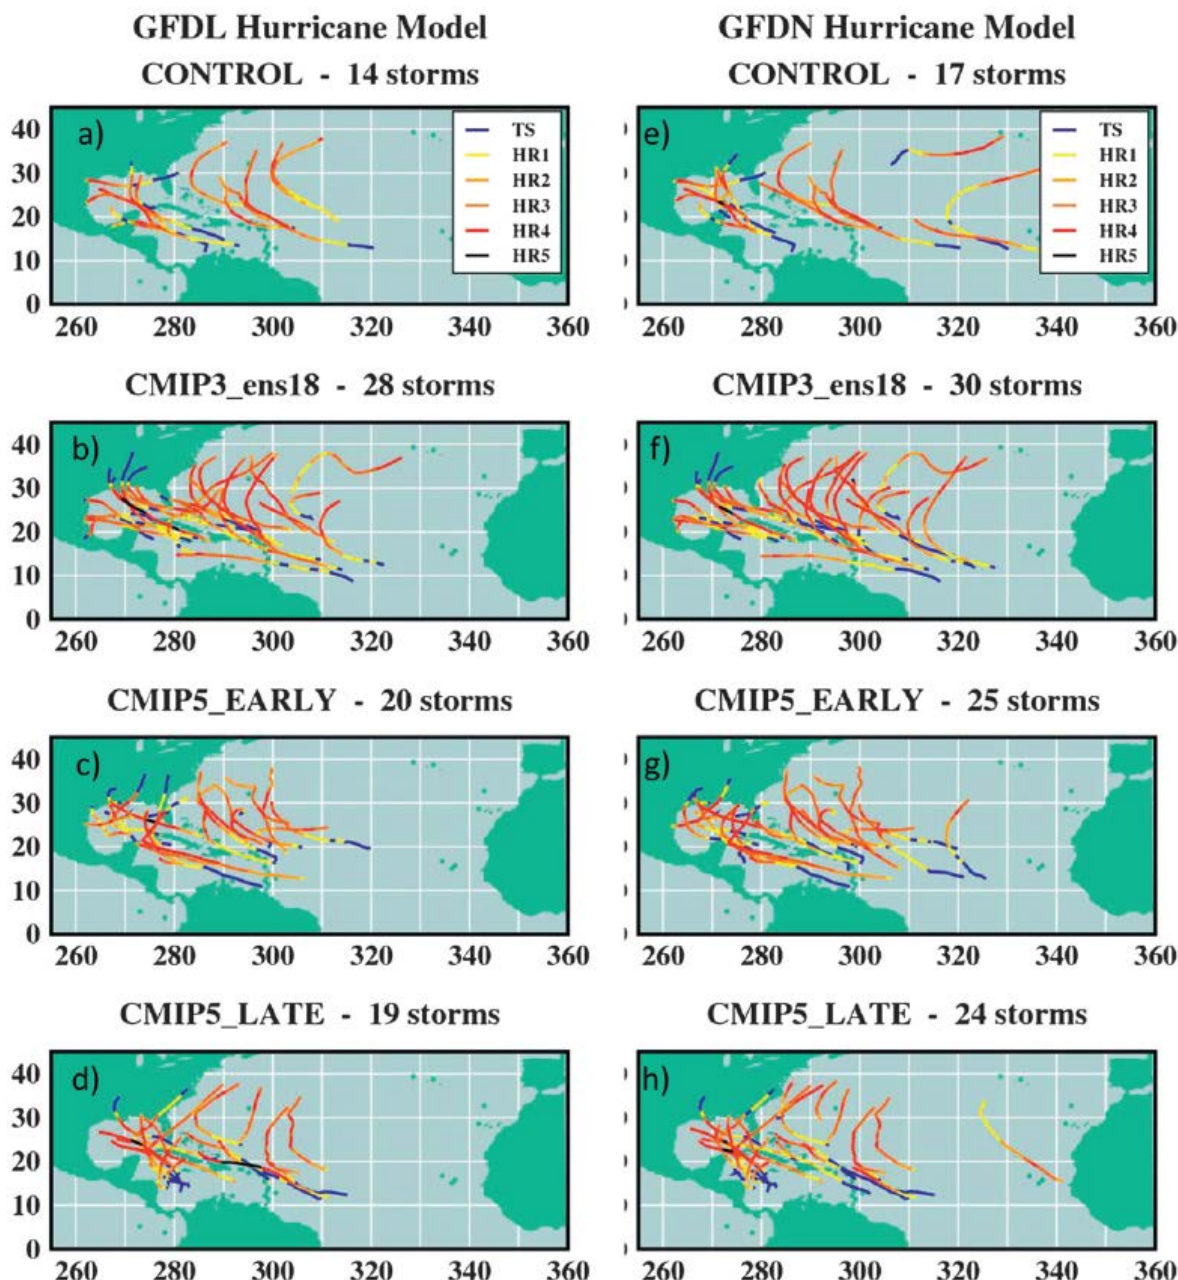 GFDL Hurricane Model GFDN Hurricane Model
CONTROL - 14 storms CONTROL - 17 storms
40 a) TS e) TS
HR1 HR1
30 HR2 HR2
20 HR3 HR3
HR4 HR4
10 HR5 HR5
0
260 280 300 320 340 360 260 280 300 320 340 360
CMIP3_ens18 - 28 storms CMIP3_ens18 - 30 storms
40 b) f)
30
20
10
0
260 280 300 320 340 360 260 280 300 320 340 360
CMIP5_EARLY - 20 storms CMIP5_EARLY - 25 storms
40 c) g)
30
20
10
0
260 280 300 320 340 360 260 280 300 320 340 360
CMIP5_LATE - 19 storms CMIP5_LATE - 24 storms
40 d) h)
30
20
10
0
260 280 300 320 340 360 260 280 300 320 340 360